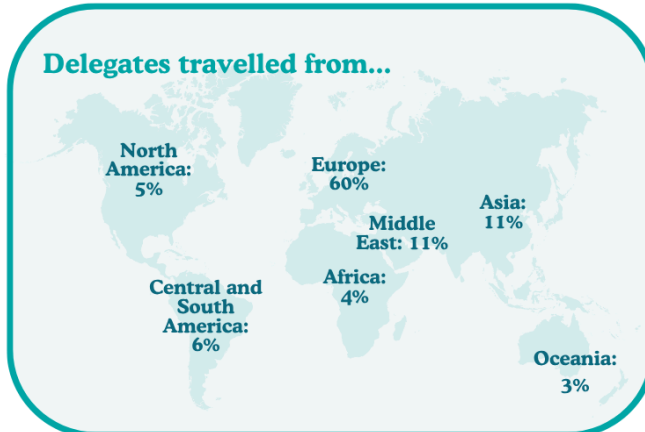 Delegates travelled from...
North
America:
5%
Europe:
60%
Asia:
11%
Middle
East: 11%
Central and
South
America:
6%
Africa:
4%
Oceania:
3%